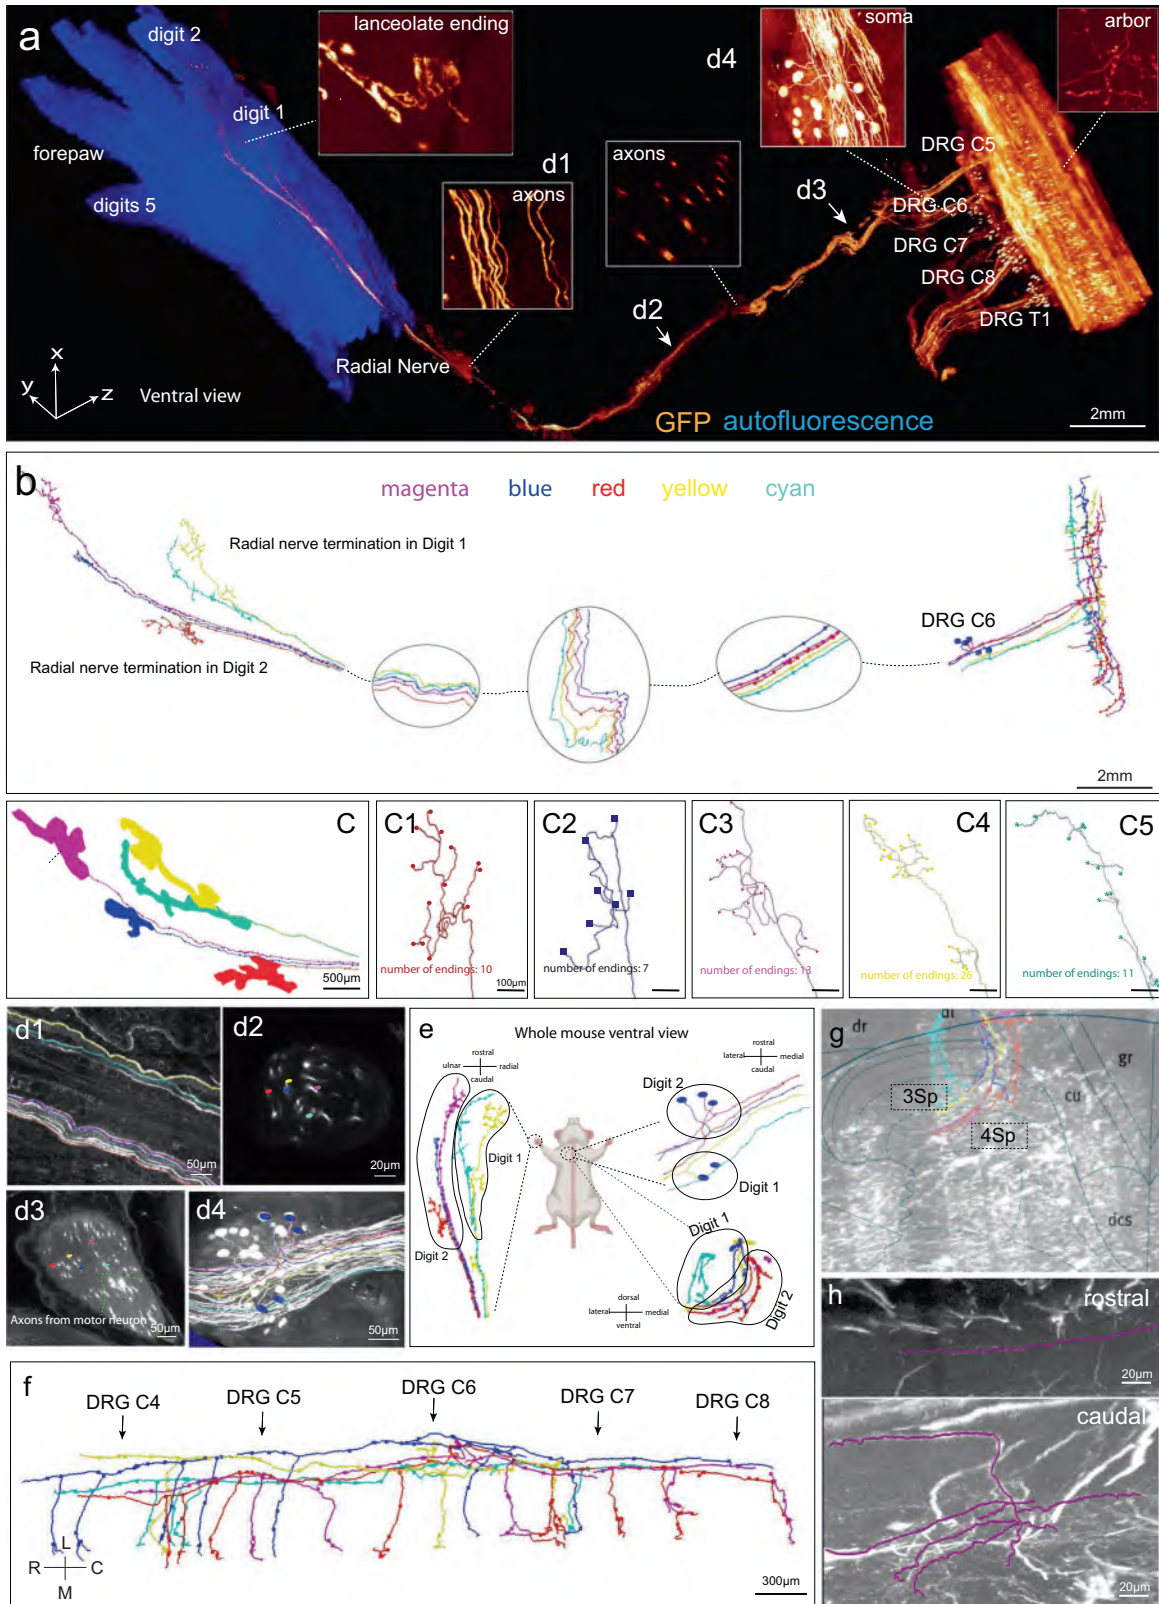 a
digit 2
lanceolate ending
digit 1
forepaw
digits 5
d1
axons
axons
d4
soma
arbor
d3
d2
DRG C5
DRG C6
DRG C7
DRG C8
DRG T1
Radial Nerve
x
y
z
Ventral view
GFP autofluorescence
2mm
b
magenta blue red yellow cyan
Radial nerve termination in Digit 1
Radial nerve termination in Digit 2
DRG C6
2mm
C
500µm
C1
number of endings: 10
100µm
C2
number of endings: 7
C3
number of endings: 13
C4
number of endings: 26
C5
number of endings: 11
d1
50µm
d2
20µm
d3
Axons from motor neuron
50µm
d4
50µm
e
Whole mouse ventral view
rostral
ulnar radial
caudal
Digit 1
Digit 2
rostral
lateral medial
caudal
Digit 2
Digit 1
Digit 1
Digit 2
dorsal
lateral medial
ventral
g
dr
gr
cu
3Sp
4Sp
dcs
h
rostral
20µm
caudal
20µm
f
DRG C4
DRG C5
DRG C6
DRG C7
DRG C8
L
R C
M
300µm